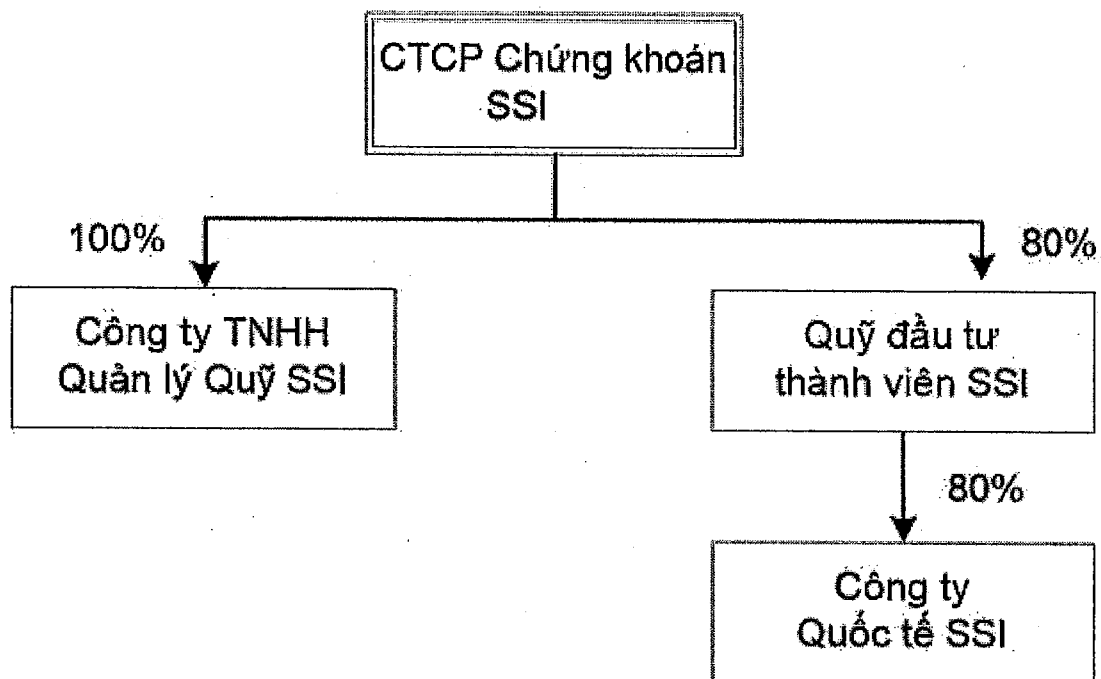 CTCP Chứng khoán
SSI
100%
80%
Công ty TNHH
Quản lý Quỹ SSI
Quỹ đầu tư
thành viên SSI
80%
Công ty
Quốc tế SSI